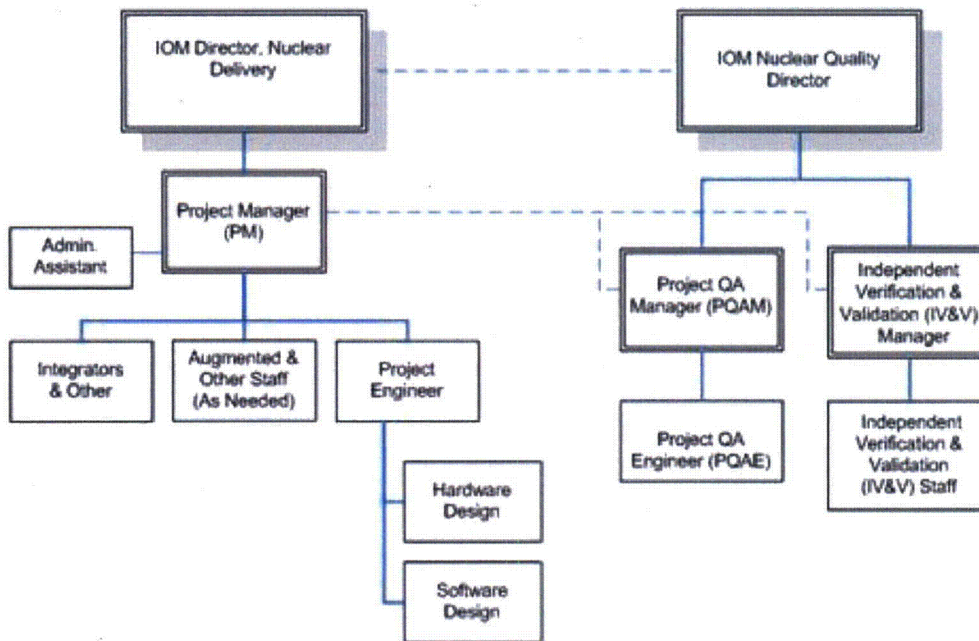 IOM Director, Nuclear
Delivery
IOM Nuclear Quality
Director
Project Manager
(PM)
Admin.
Assistant
Project QA
Manager (PQAM)
Independent
Verification &
Validation (IV&V)
Manager
Integrators
& Other
Augmented &
Other Staff
(As Needed)
Project
Engineer
Project QA
Engineer (PQAE)
Independent
Verification &
Validation
(IV&V) Staff
Hardware
Design
Software
Design